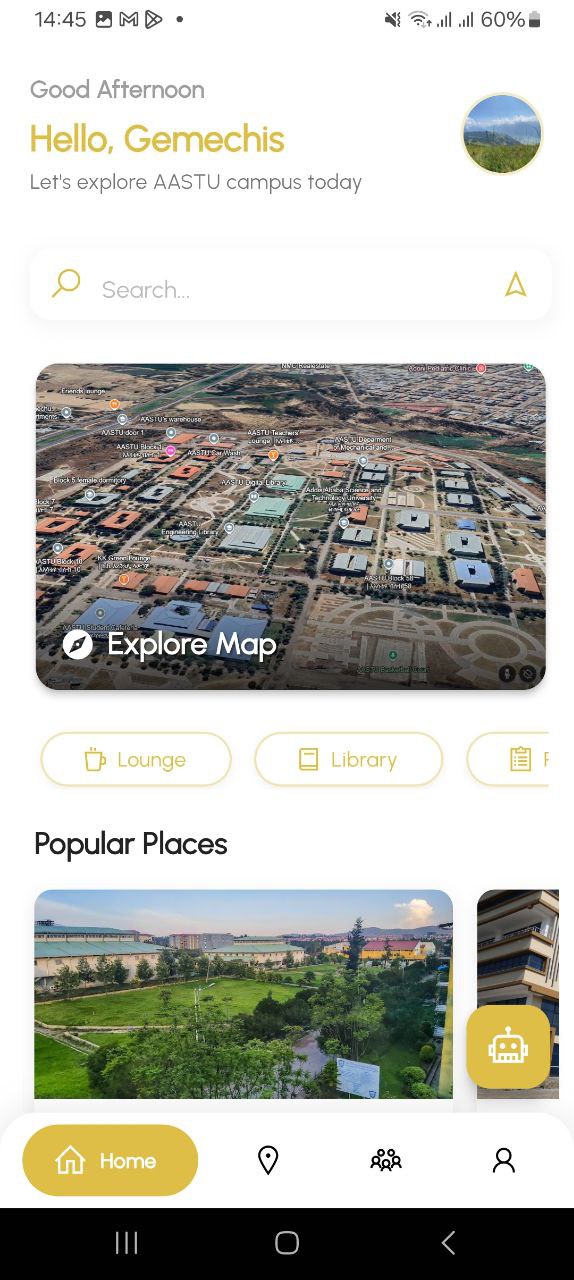 14:45
60%
Good Afternoon
Hello, Gemechis
Let's explore AASTU campus today
Search...
NMC Realestate
Friends lounge
AASTU's warehouse
AASTU door 1
AASTU Teachers'
Lounge
AASTU Block
AASTU Car Wash
AASTU Department
of Mechanical and...
Block 5 female dormitory
AASTU Digital Library
Addis Ababa Science and
Technology University
AASTU
Engineering Library
KK Green Lounge
AASTU Block 10
AASTU Block 58
AASTU Basketball Court
Explore Map
Lounge
Library
Popular Places
Home